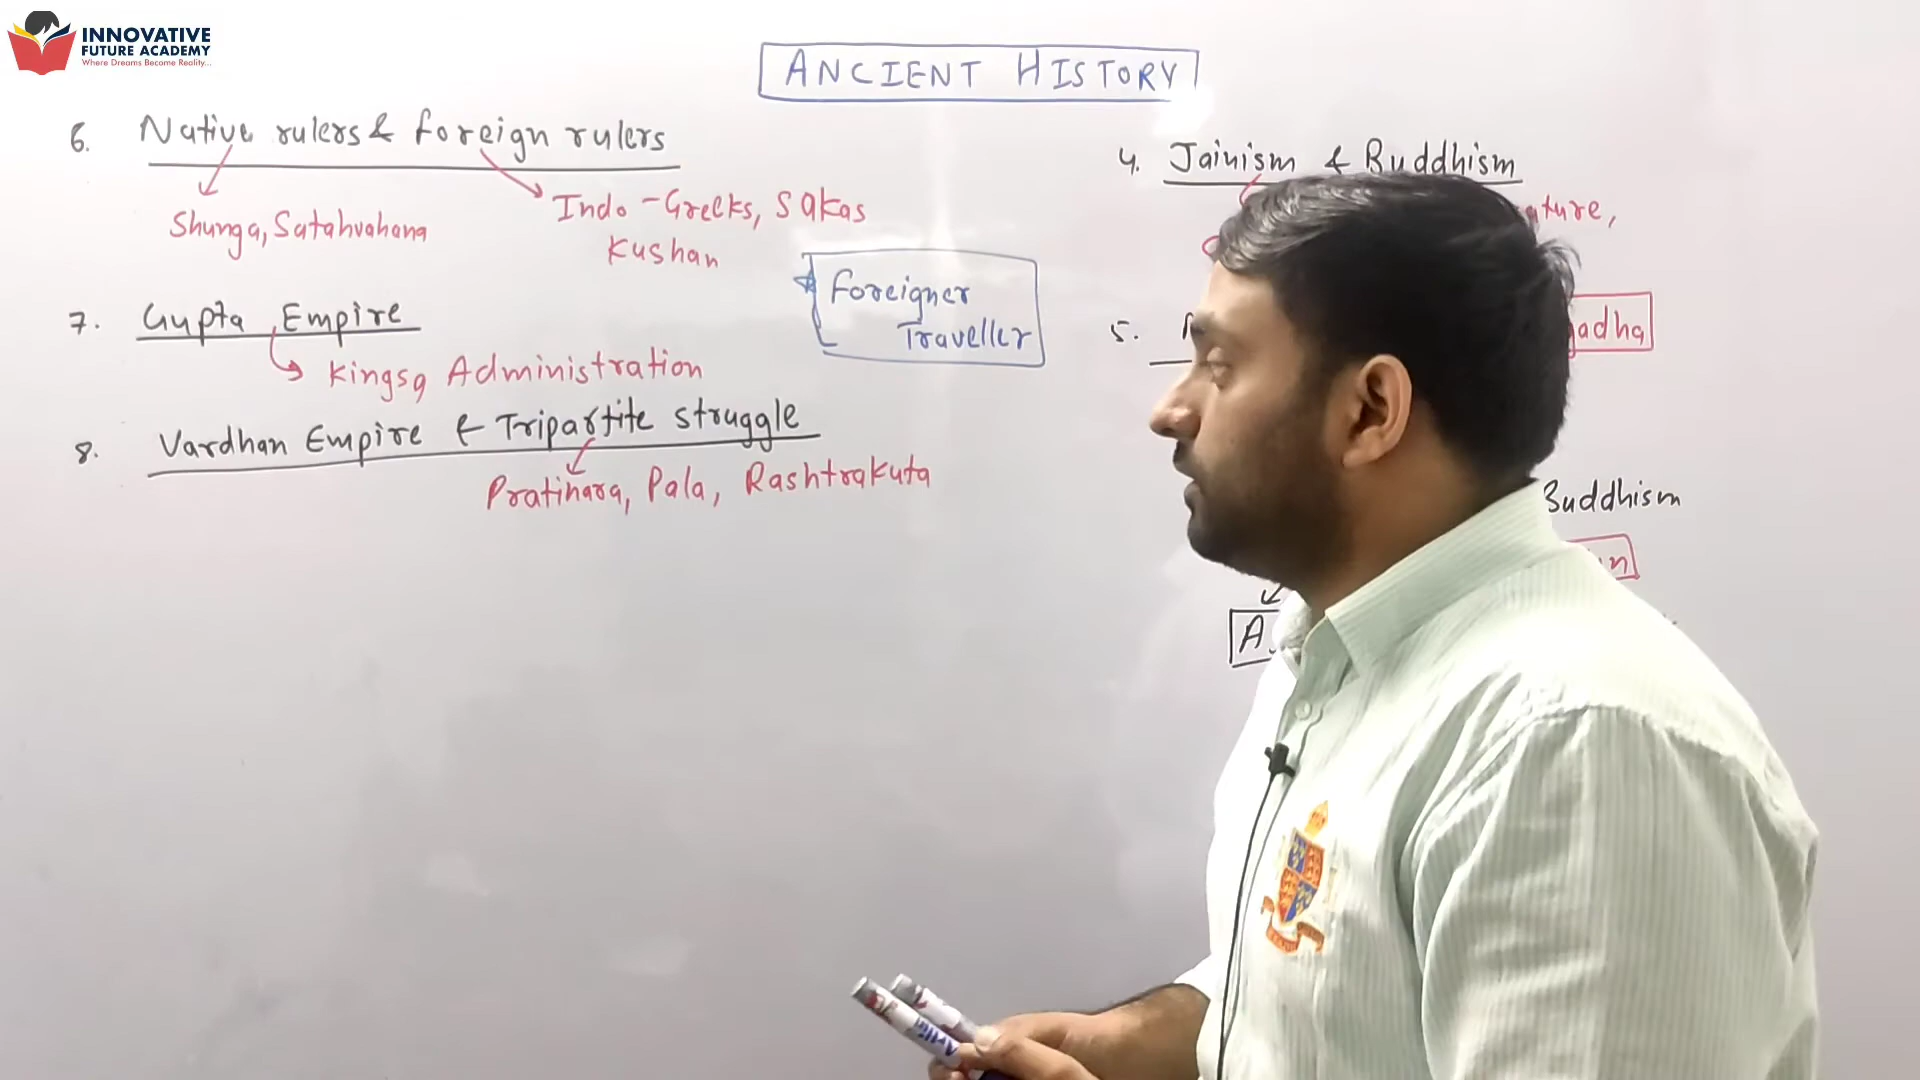 INNOVATIVE
FUTURE ACADEMY
Where Dreams Become Reality...
ANCIENT HISTORY
6. Native rulers & foreign rulers
Shunga, Satahvahana
Indo-Greeks, Sakas
Kushan
* Foreigner
Traveller
7. Gupta Empire
Kings Administration
8. Vardhan Empire & Tripartite struggle
Pratihara, Pala, Rashtrakuta
4. Jainism & Buddhism
5.
Buddhism
A